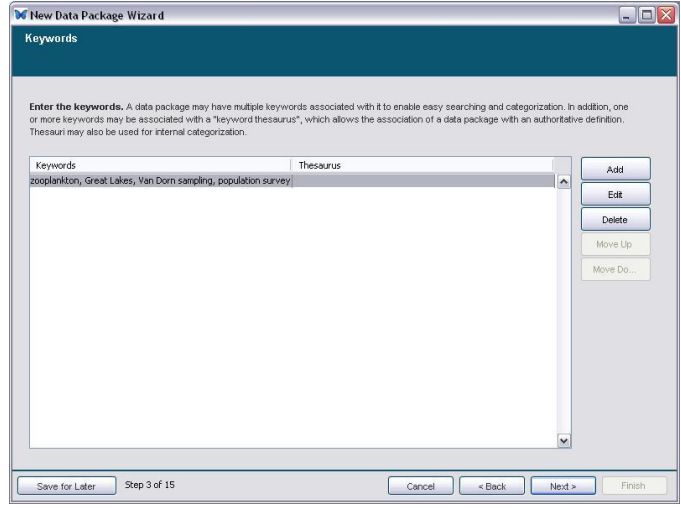 New Data Package Wizard
Keywords
Enter the keywords. A data package may have multiple keywords associated with it to enable easy searching and categorization. In addition, one
or more keywords may be associated with a "keyword thesaurus", which allows the association of a data package with an authoritative definition.
Thesauri may also be used for internal categorization.
Keywords Thesaurus
zooplankton, Great Lakes, Van Dorn sampling, population survey
Add
Edit
Delete
Move Up
Move Do...
Save for Later Step 3 of 15 Cancel < Back Next > Finish